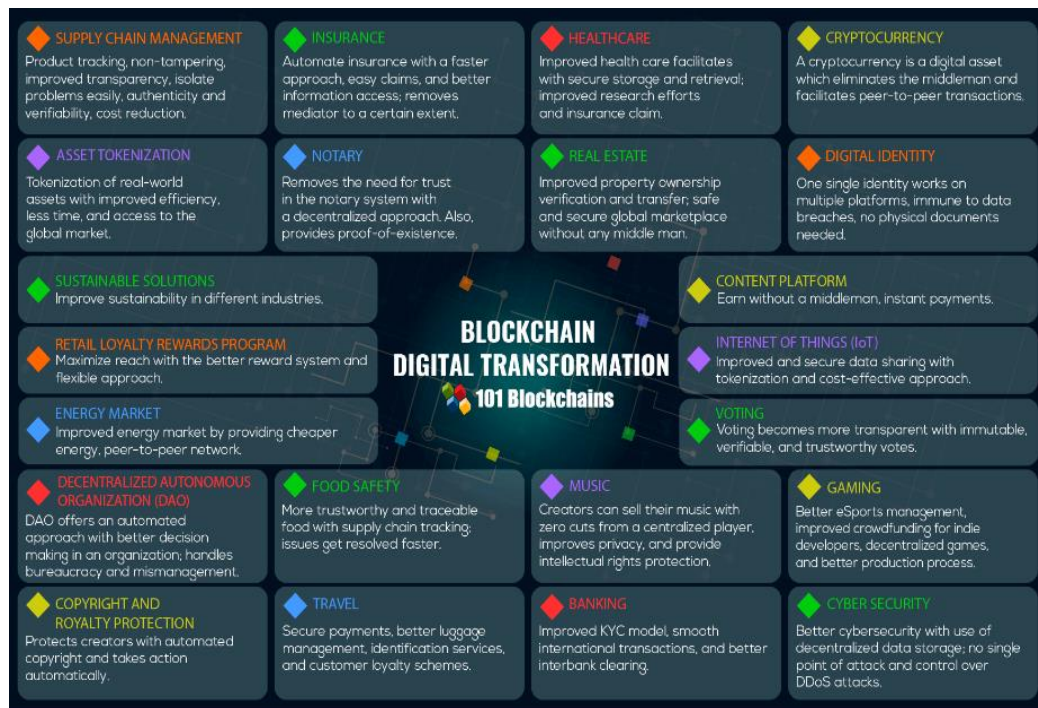 SUPPLY CHAIN MANAGEMENT
Product tracking, non-tampering,
improved transparency, isolate
problems easily, authenticity and
verifiability, cost reduction.
INSURANCE
Automate insurance with a faster
approach, easy claims, and better
information access; removes
mediator to a certain extent.
HEALTHCARE
Improved health care facilitates
with secure storage and retrieval;
improved research efforts
and insurance claim.
CRYPTOCURRENCY
A cryptocurrency is a digital asset
which eliminates the middleman and
facilitates peer-to-peer transactions.
ASSET TOKENIZATION
Tokenization of real-world
assets with improved efficiency,
less time, and access to the
global market.
NOTARY
Removes the need for trust
in the notary system with
a decentralized approach. Also,
provides proof-of-existence.
REAL ESTATE
Improved property ownership
verification and transfer; safe
and secure global marketplace
without any middle man.
DIGITAL IDENTITY
One single identity works on
multiple platforms, immune to data
breaches, no physical documents
needed.
SUSTAINABLE SOLUTIONS
Improve sustainability in different industries.
RETAIL LOYALTY REWARDS PROGRAM
Maximize reach with the better reward system and
flexible approach.
ENERGY MARKET
Improved energy market by providing cheaper
energy, peer-to-peer network.
BLOCKCHAIN
DIGITAL TRANSFORMATION
101 Blockchains
CONTENT PLATFORM
Earn without a middleman, instant payments.
INTERNET OF THINGS (IoT)
Improved and secure data sharing with
tokenization and cost-effective approach.
VOTING
Voting becomes more transparent with immutable,
verifiable, and trustworthy votes.
DECENTRALIZED AUTONOMOUS
ORGANIZATION (DAO)
DAO offers an automated
approach with better decision
making in an organization; handles
bureaucracy and mismanagement.
FOOD SAFETY
More trustworthy and traceable
food with supply chain tracking;
issues get resolved faster.
MUSIC
Creators can sell their music with
zero cuts from a centralized player,
improves privacy, and provide
intellectual rights protection.
GAMING
Better eSports management,
improved crowdfunding for indie
developers, decentralized games,
and better production process.
COPYRIGHT AND
ROYALTY PROTECTION
Protects creators with automated
copyright and takes action
automatically.
TRAVEL
Secure payments, better luggage
management, identification services,
and customer loyalty schemes.
BANKING
Improved KYC model, smooth
international transactions, and better
interbank clearing.
CYBER SECURITY
Better cybersecurity with use of
decentralized data storage; no single
point of attack and control over
DDoS attacks.